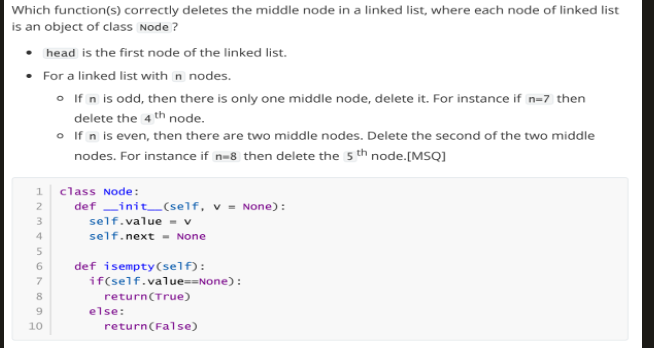 Which function(s) correctly deletes the middle node in a linked list, where each node of linked list
is an object of class Node ?
• head is the first node of the linked list.
• For a linked list with n nodes.
o If n is odd, then there is only one middle node, delete it. For instance if n=7 then
delete the 4 th node.
o If n is even, then there are two middle nodes. Delete the second of the two middle
nodes. For instance if n=8 then delete the 5 th node.[MSQ]
1 class Node:
2 def __init__(self, v = None):
3 self.value = v
4 self.next = None
5
6 def isempty(self):
7 if(self.value==None):
8 return(True)
9 else:
10 return(False)